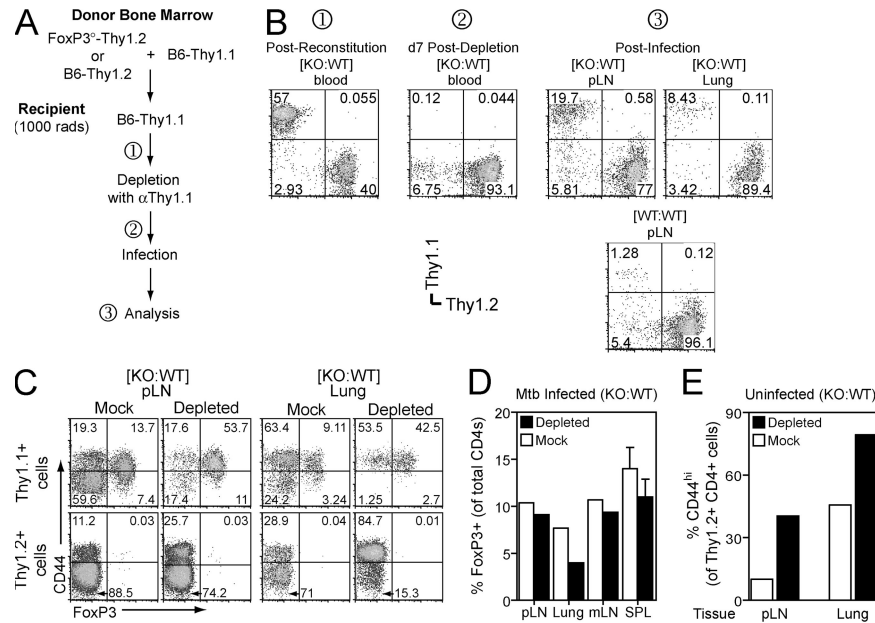 A
Donor Bone Marrow
FoxP3°-Thy1.2
or
B6-Thy1.2
+ B6-Thy1.1
Recipient
(1000 rads)
B6-Thy1.1
①
Depletion
with αThy1.1
②
Infection
③ Analysis
B
①
Post-Reconstitution
[KO:WT]
blood
57 0.055
2.93 40
②
d7 Post-Depletion
[KO:WT]
blood
0.12 0.044
6.75 93.1
③
Post-Infection
[KO:WT]
pLN
19.7 0.58
5.81 77
[KO:WT]
Lung
8.43 0.11
3.42 89.4
[WT:WT]
pLN
1.28 0.12
5.4 96.1
Thy1.1
Thy1.2
C
[KO:WT]
pLN
Mock Depleted
[KO:WT]
Lung
Mock Depleted
Thy1.1+
cells
19.3 13.7
59.6 7.4
17.6 53.7
17.4 11
63.4 9.11
24.2 3.24
53.5 42.5
1.25 2.7
Thy1.2+
cells
CD44
11.2 0.03
88.5
25.7 0.03
74.2
28.9 0.04
71
84.7 0.01
15.3
FoxP3
D
Mtb Infected (KO:WT)
Depleted
Mock
% FoxP3+ (of total CD4s)
20
15
10
5
0
pLN Lung mLN SPL
E
Uninfected (KO:WT)
Depleted
Mock
% CD44hi
(of Thy1.2+ CD4+ cells)
90
60
30
0
Tissue pLN Lung